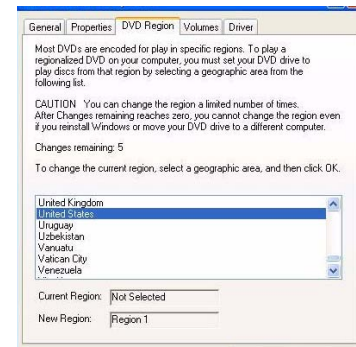 General Properties DVD Region Volumes Driver
Most DVDs are encoded for play in specific regions. To play a
regionalized DVD on your computer, you must set your DVD drive to
play discs from that region by selecting a geographic area from the
following list.
CAUTION You can change the region a limited number of times.
After Changes remaining reaches zero, you cannot change the region even
if you reinstall Windows or move your DVD drive to a different computer.
Changes remaining: 5
To change the current region, select a geographic area, and then click OK.
United Kingdom
United States
Uruguay
Uzbekistan
Vanuatu
Vatican City
Venezuela
Current Region: Not Selected
New Region: Region 1